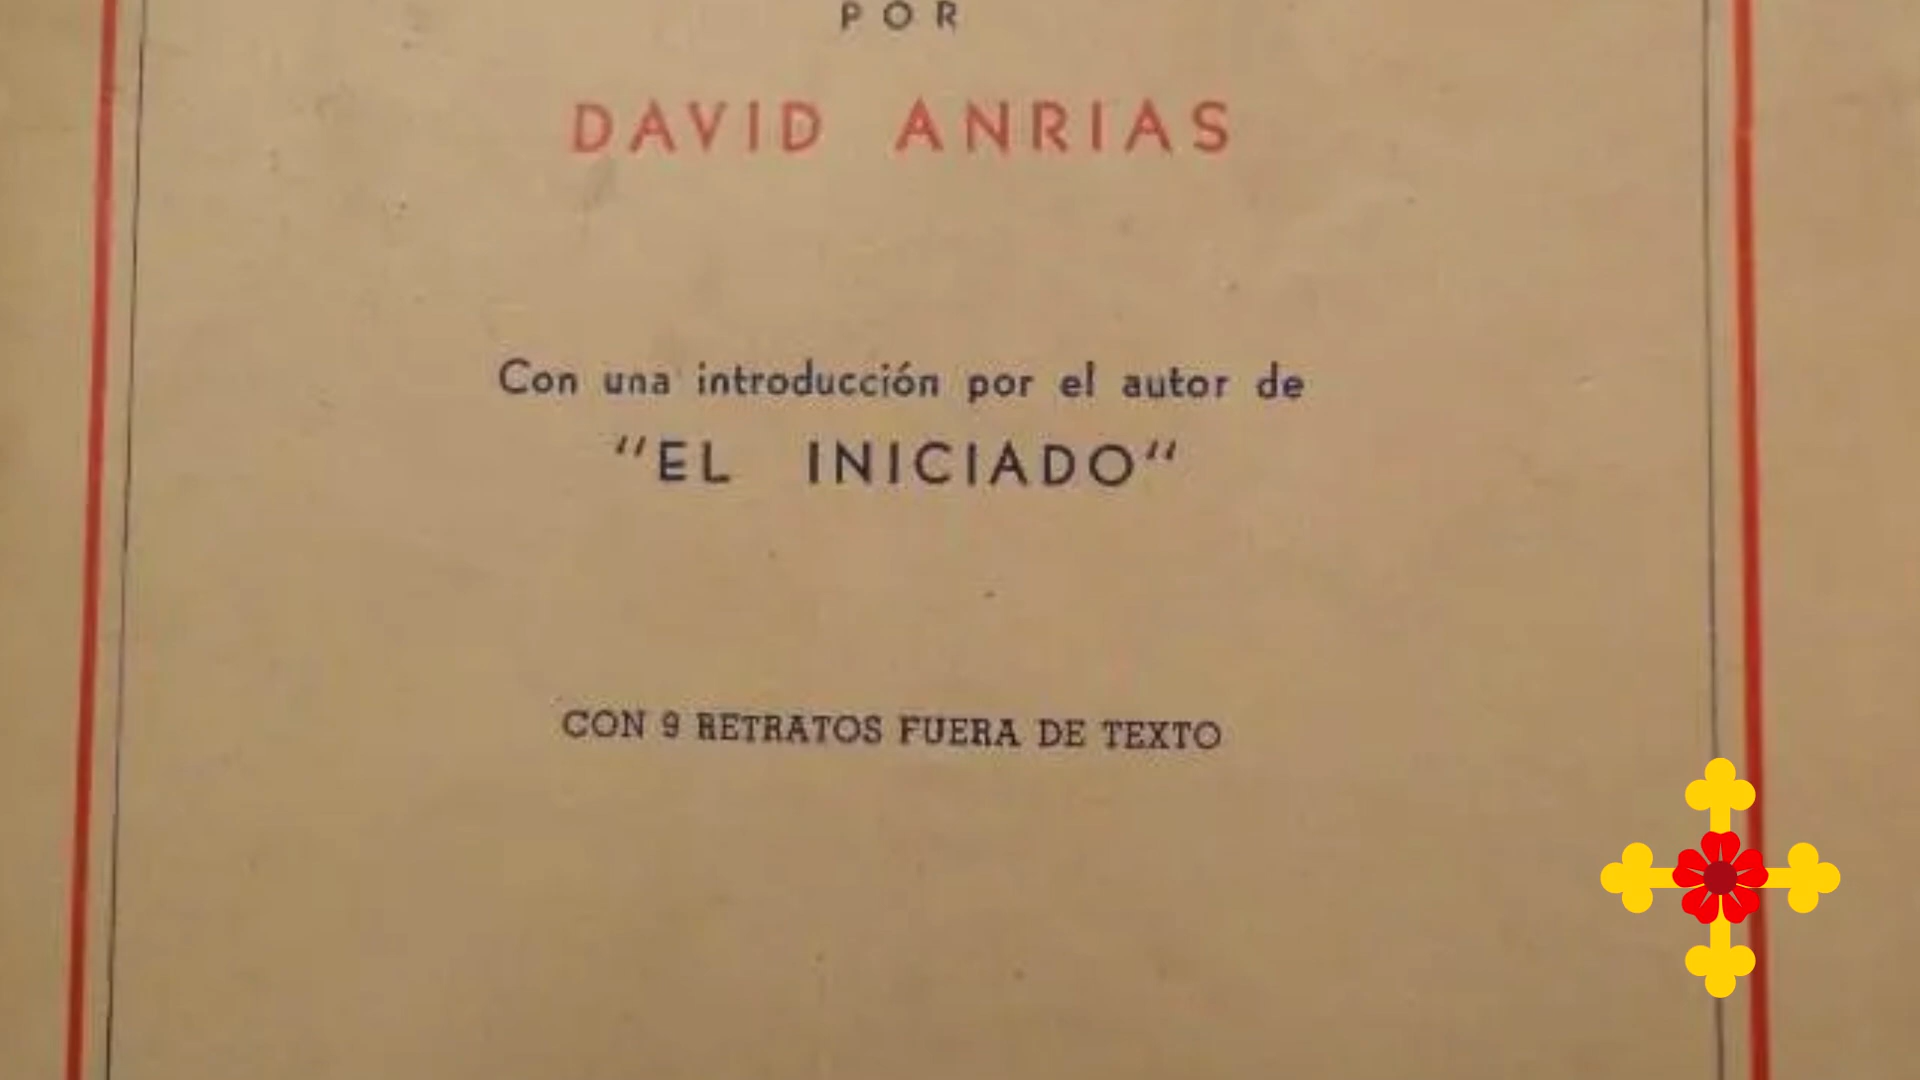 POR
DAVID ANRIAS
Con una introducción por el autor de
"EL INICIADO"
CON 9 RETRATOS FUERA DE TEXTO